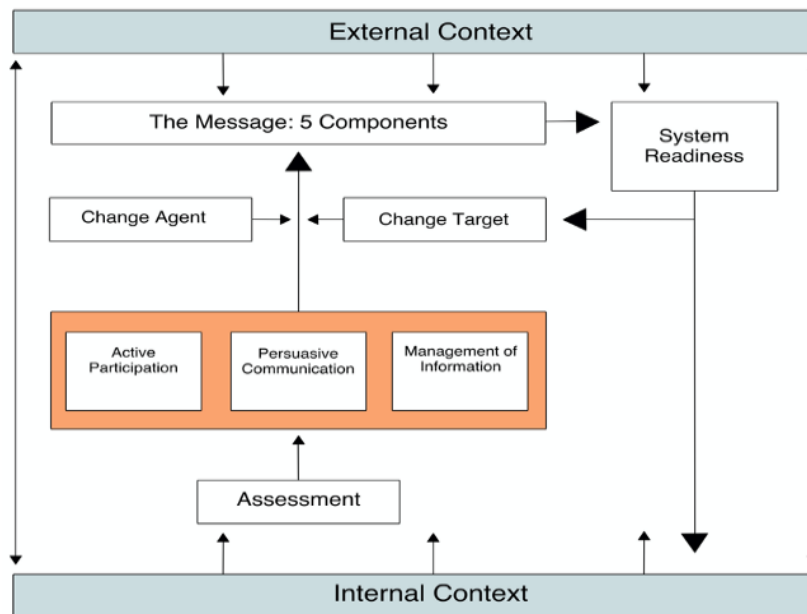 External Context
The Message: 5 Components
System
Readiness
Change Agent
Change Target
Active
Participation
Persuasive
Communication
Management of
Information
Assessment
Internal Context